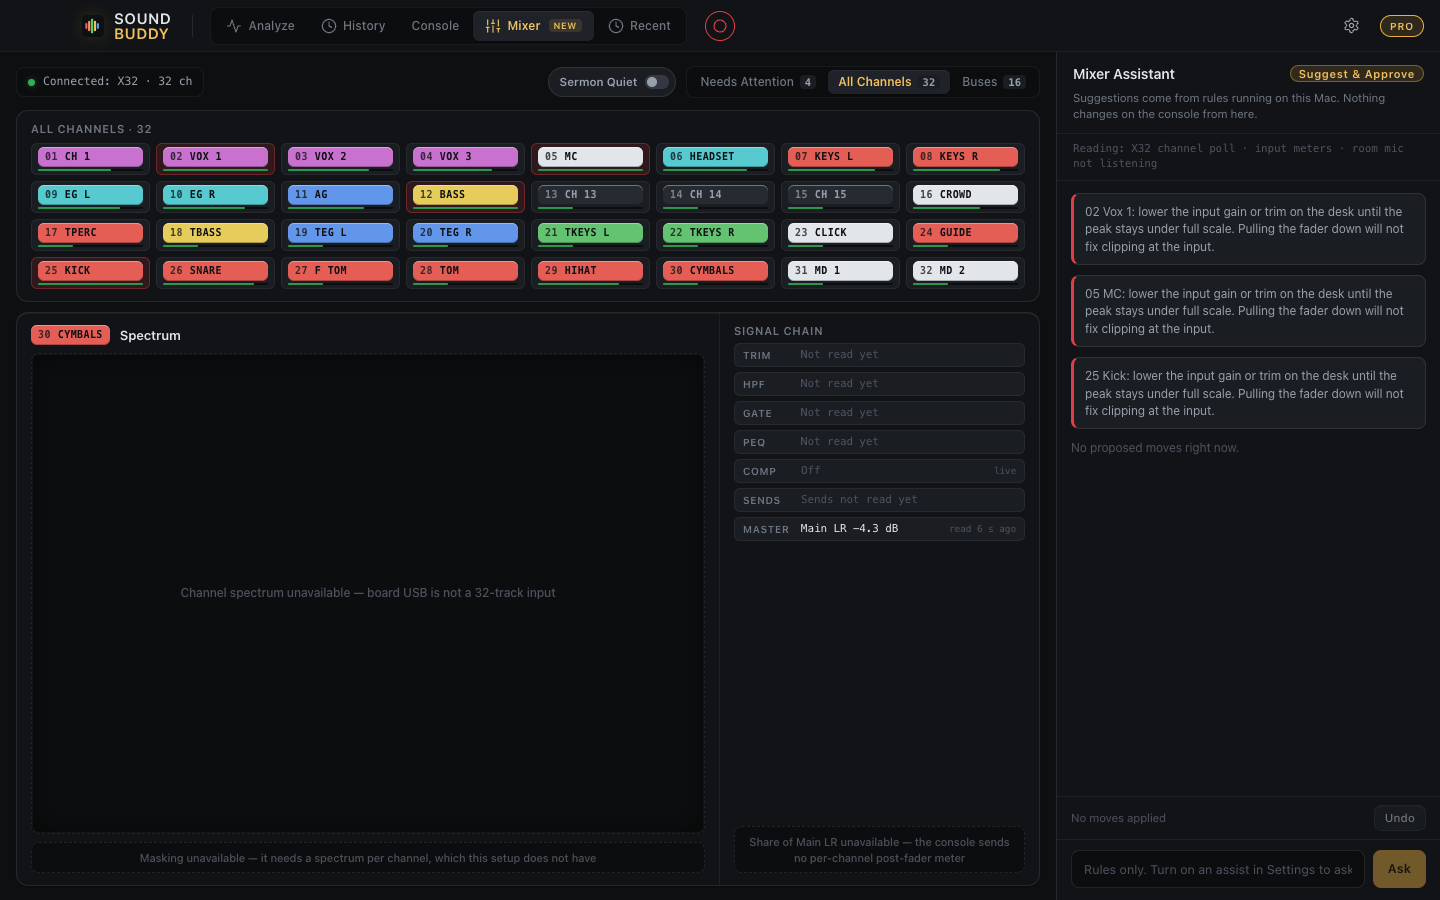 SOUND
BUDDY
Analyze
History
Console
Mixer NEW
Recent
PRO
Connected: X32 · 32 ch
Sermon Quiet
Needs Attention 4
All Channels 32
Buses 16
ALL CHANNELS · 32
01 CH 1
02 VOX 1
03 VOX 2
04 VOX 3
05 MC
06 HEADSET
07 KEYS L
08 KEYS R
09 EG L
10 EG R
11 AG
12 BASS
13 CH 13
14 CH 14
15 CH 15
16 CROWD
17 TPERC
18 TBASS
19 TEG L
20 TEG R
21 TKEYS L
22 TKEYS R
23 CLICK
24 GUIDE
25 KICK
26 SNARE
27 F TOM
28 TOM
29 HIHAT
30 CYMBALS
31 MD 1
32 MD 2
30 CYMBALS Spectrum
Channel spectrum unavailable — board USB is not a 32-track input
Masking unavailable — it needs a spectrum per channel, which this setup does not have
SIGNAL CHAIN
TRIM Not read yet
HPF Not read yet
GATE Not read yet
PEQ Not read yet
COMP Off live
SENDS Sends not read yet
MASTER Main LR −4.3 dB read 6 s ago
Share of Main LR unavailable — the console sends
no per-channel post-fader meter
Mixer Assistant
Suggest & Approve
Suggestions come from rules running on this Mac. Nothing
changes on the console from here.
Reading: X32 channel poll · input meters · room mic
not listening
02 Vox 1: lower the input gain or trim on the desk until the
peak stays under full scale. Pulling the fader down will not
fix clipping at the input.
05 MC: lower the input gain or trim on the desk until the
peak stays under full scale. Pulling the fader down will not
fix clipping at the input.
25 Kick: lower the input gain or trim on the desk until the
peak stays under full scale. Pulling the fader down will not
fix clipping at the input.
No proposed moves right now.
No moves applied
Undo
Rules only. Turn on an assist in Settings to ask
Ask